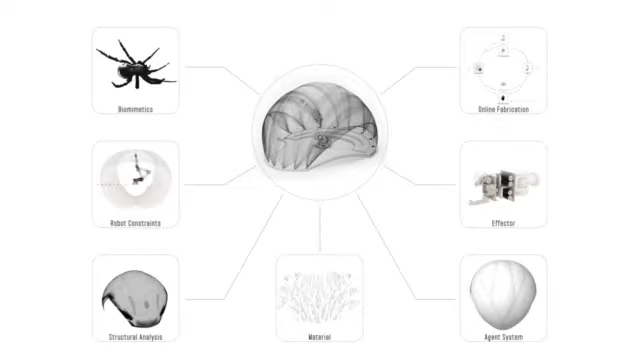 Biomimetics
Online Fabrication
Robot Constraints
Effector
Structural Analysis
Material
Agent System